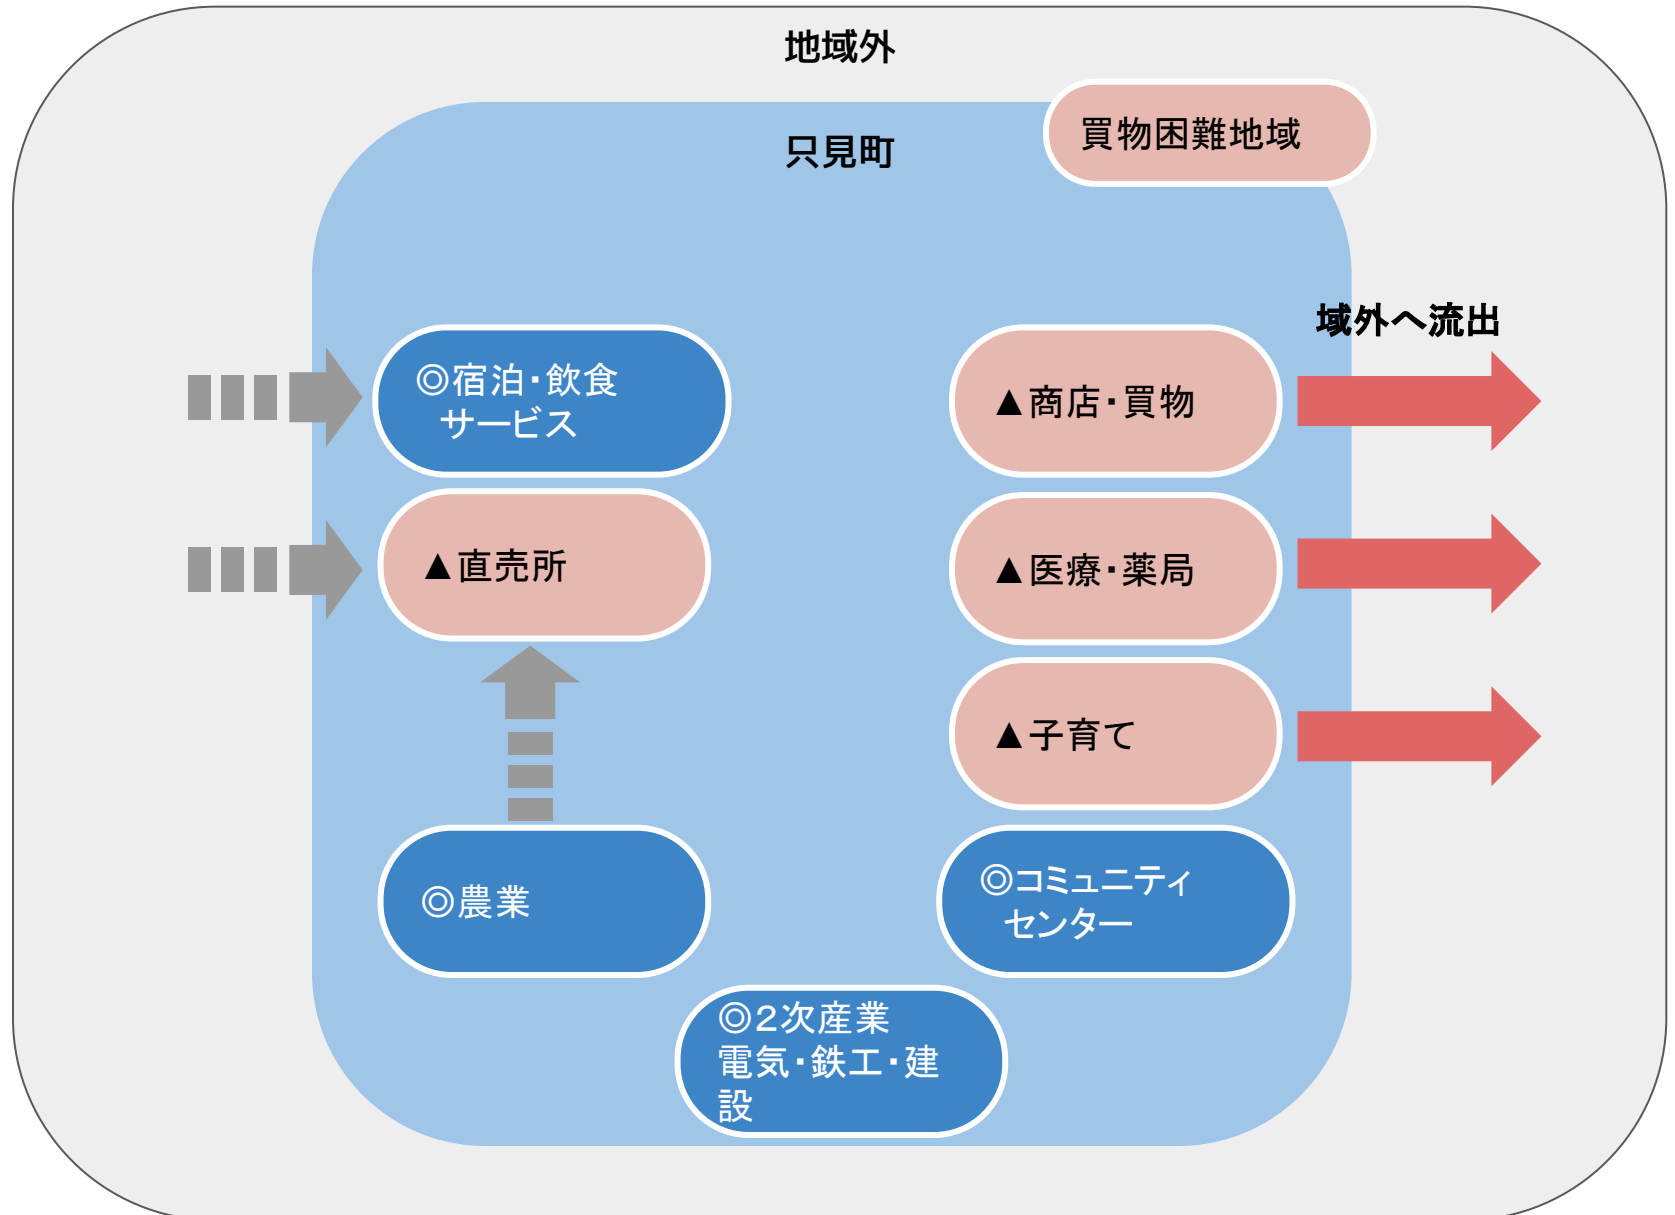 地域外
買物困難地域
只見町
域外へ流出
◎宿泊・飲食
サービス
▲商店・買物
▲直売所
▲医療・薬局
▲子育て
◎農業
◎コミュニティ
センター
◎２次産業
電気・鉄工・建
設